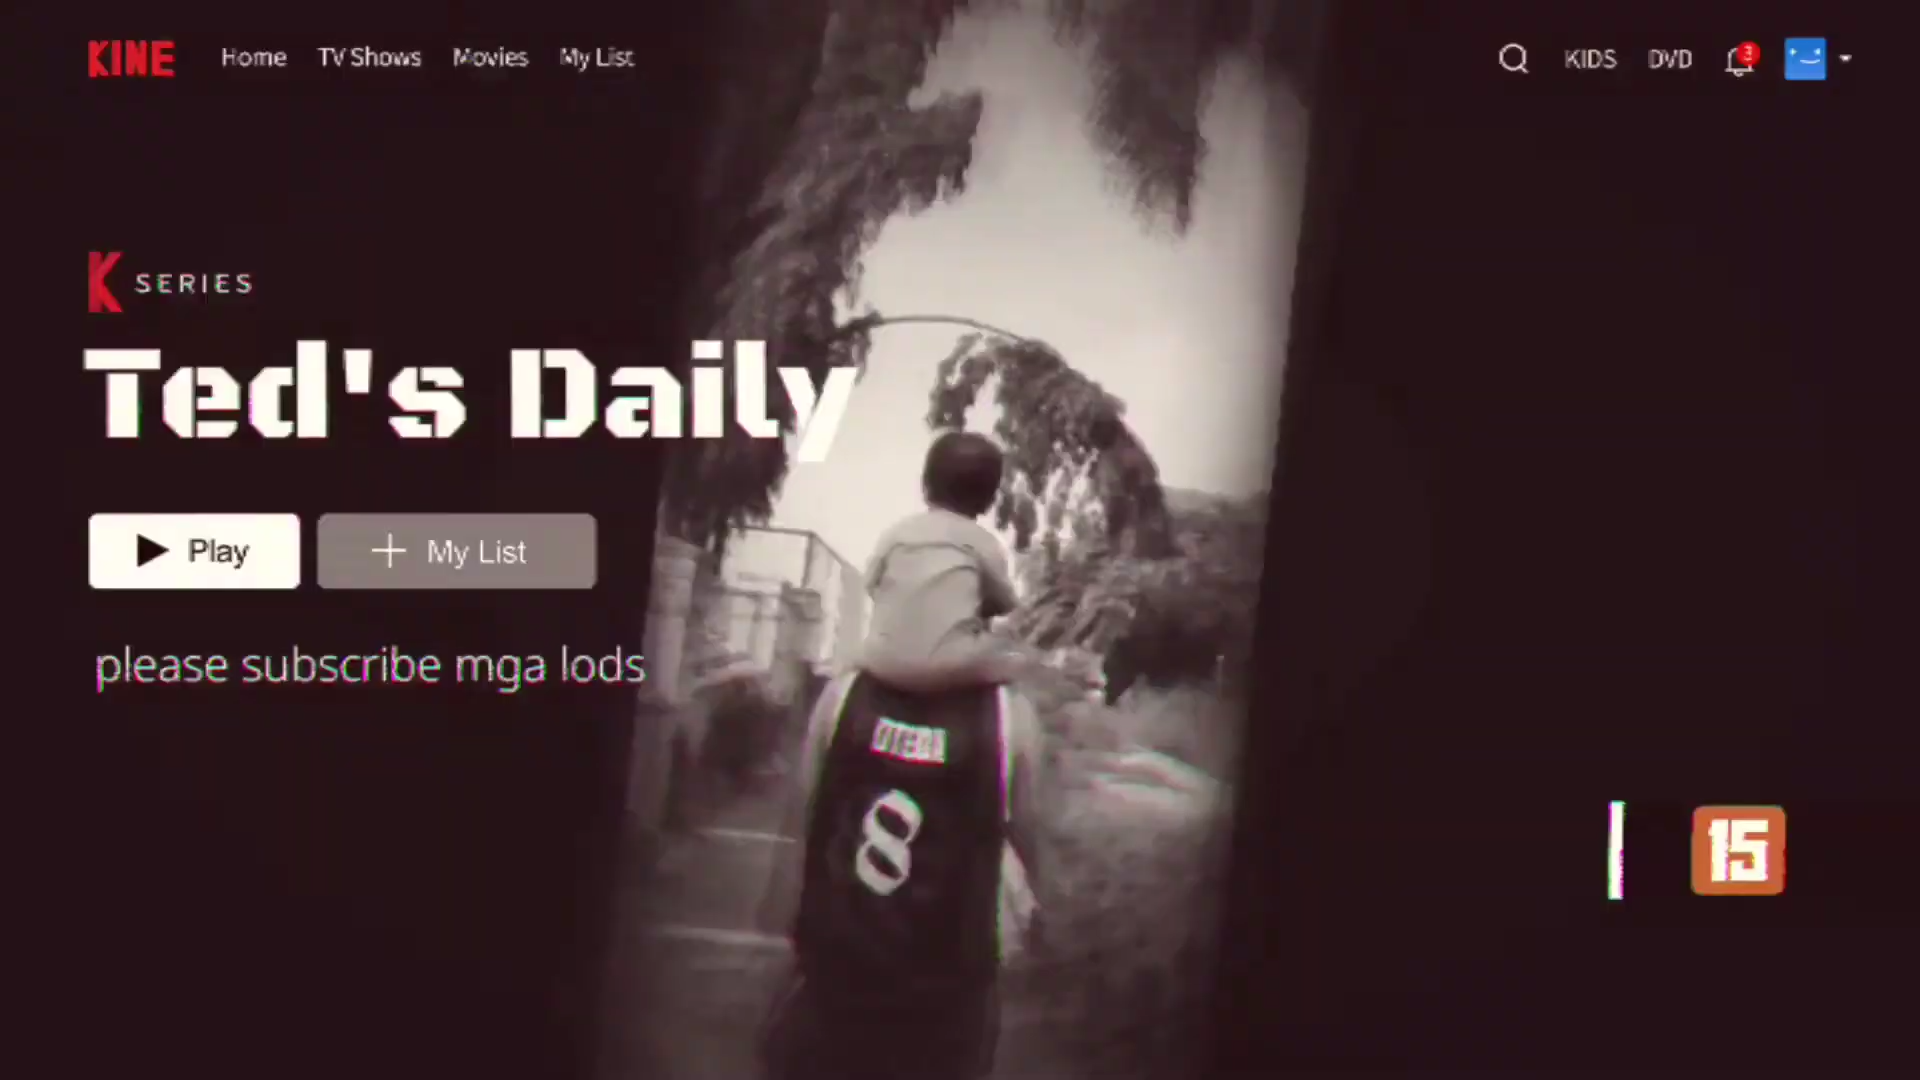 KINE Home TV Shows Movies My List KIDS DVD 3
K SERIES
Ted's Daily
Play + My List
please subscribe mga lods
8
15